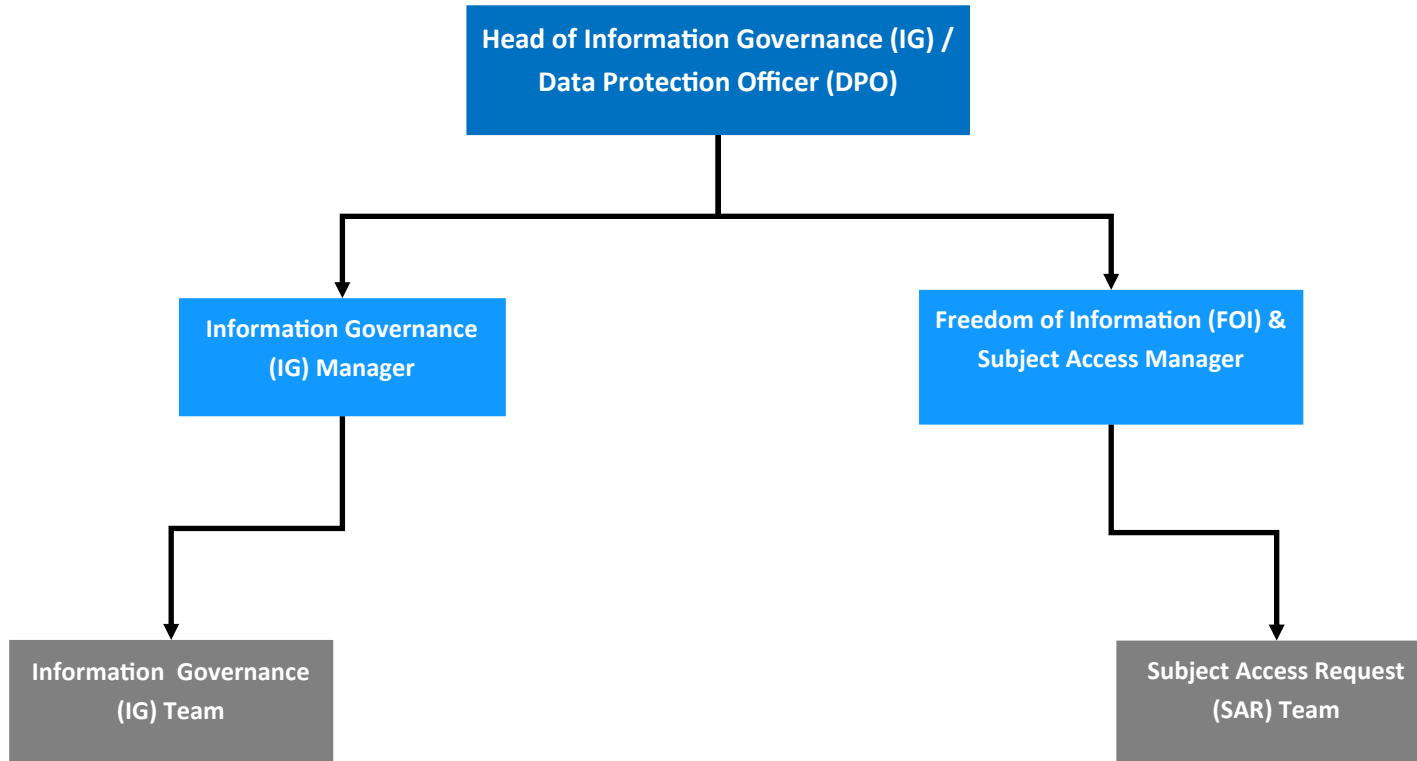 Head of Information Governance (IG) /
Data Protection Officer (DPO)
Information Governance
(IG) Manager
Freedom of Information (FOI) &
Subject Access Manager
Information  Governance
(IG) Team
Subject Access Request
(SAR) Team